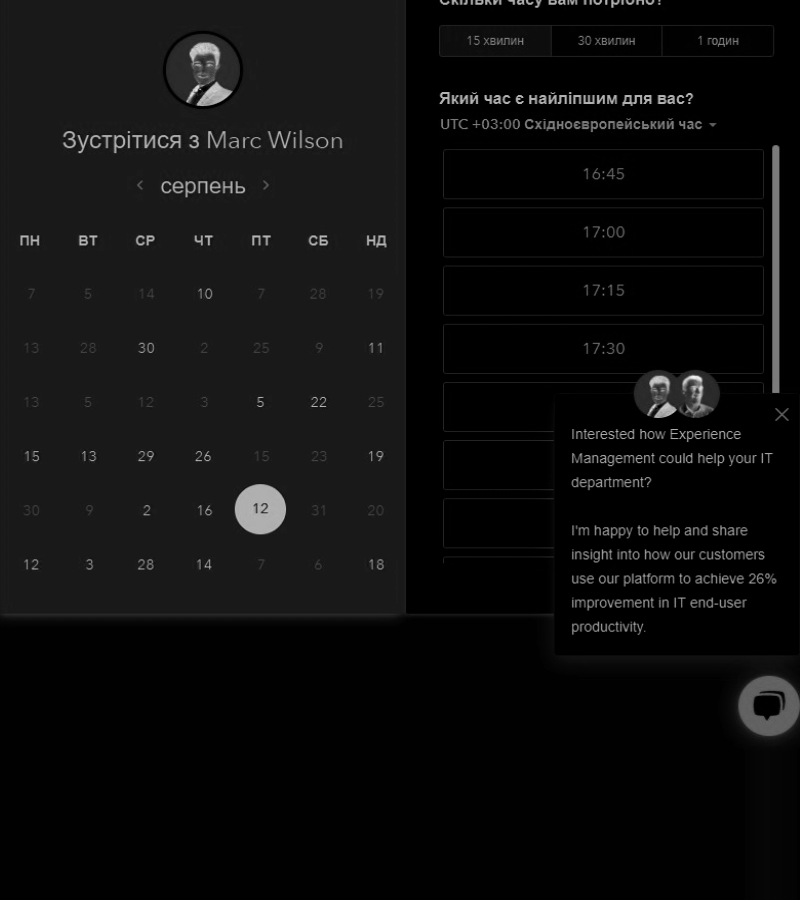 Зустрітися з Marc Wilson
серпень
ПН ВТ СР ЧТ ПТ СБ НД
7 5 14 10 7 28 19
13 28 30 2 25 9 11
13 5 12 3 5 22 25
15 13 29 26 15 23 19
30 9 2 16 12 31 20
12 3 28 14 7 6 18
Скільки часу вам потрібно?
15 хвилин 30 хвилин 1 годин
Який час є найліпшим для вас?
UTC +03:00 Східноєвропейський час
16:45
17:00
17:15
17:30
Interested how Experience
Management could help your IT
department?
I'm happy to help and share
insight into how our customers
use our platform to achieve 26%
improvement in IT end-user
productivity.